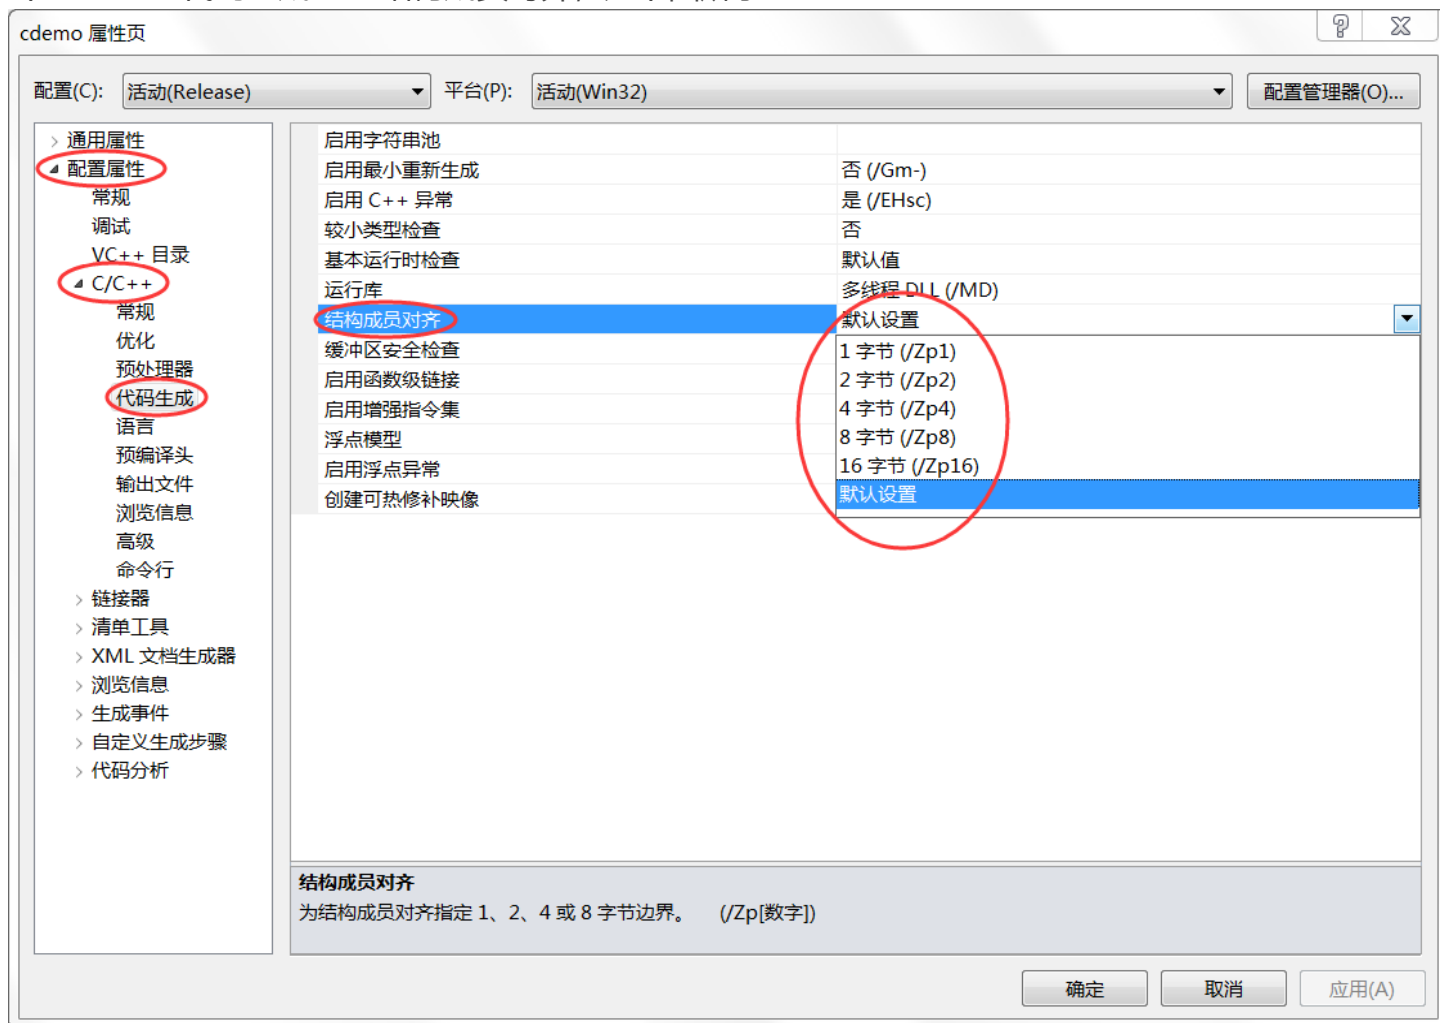 cdemo 属性页
配置(C): 活动(Release) 平台(P): 活动(Win32) 配置管理器(O)...
通用属性
配置属性
常规
调试
VC++ 目录
C/C++
常规
优化
预处理器
代码生成
语言
预编译头
输出文件
浏览信息
高级
命令行
链接器
清单工具
XML 文档生成器
浏览信息
生成事件
自定义生成步骤
代码分析
启用字符串池
启用最小重新生成 否 (/Gm-)
启用 C++ 异常 是 (/EHsc)
较小类型检查 否
基本运行时检查 默认值
运行库 多线程 DLL (/MD)
结构成员对齐 默认设置
缓冲区安全检查
启用函数级链接
启用增强指令集
浮点模型
启用浮点异常
创建可热修补映像
1 字节 (/Zp1)
2 字节 (/Zp2)
4 字节 (/Zp4)
8 字节 (/Zp8)
16 字节 (/Zp16)
默认设置
结构成员对齐
为结构成员对齐指定 1、2、4 或 8 字节边界。 (/Zp[数字])
确定 取消 应用(A)